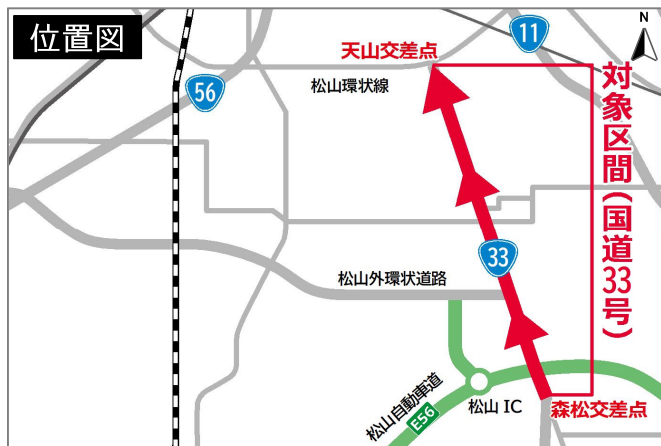 位置図
天山交差点
11
N
56
松山環状線
対象区間（国道33号）
33
松山外環状道路
松山自動車道
E56
松山 IC
森松交差点